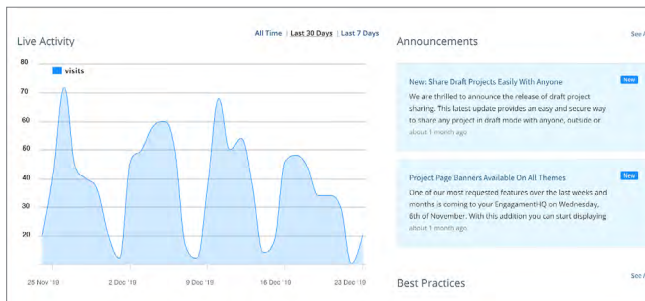 Live Activity
All Time | Last 30 Days | Last 7 Days
80
visits
70
60
50
40
30
20
25 Nov '19
2 Dec '19
9 Dec '19
16 Dec '19
23 Dec '19
Announcements
See A
New: Share Draft Projects Easily With Anyone
New
We are thrilled to announce the release of draft project
sharing. This latest update provides an easy and secure way
to share any project in draft mode with anyone, outside or
about 1 month ago
Project Page Banners Available On All Themes
New
One of our most requested features over the last weeks and
months is coming to your EngagementHQ on Wednesday,
6th of November. With this addition you can start displaying
about 1 month ago
Best Practices
See A